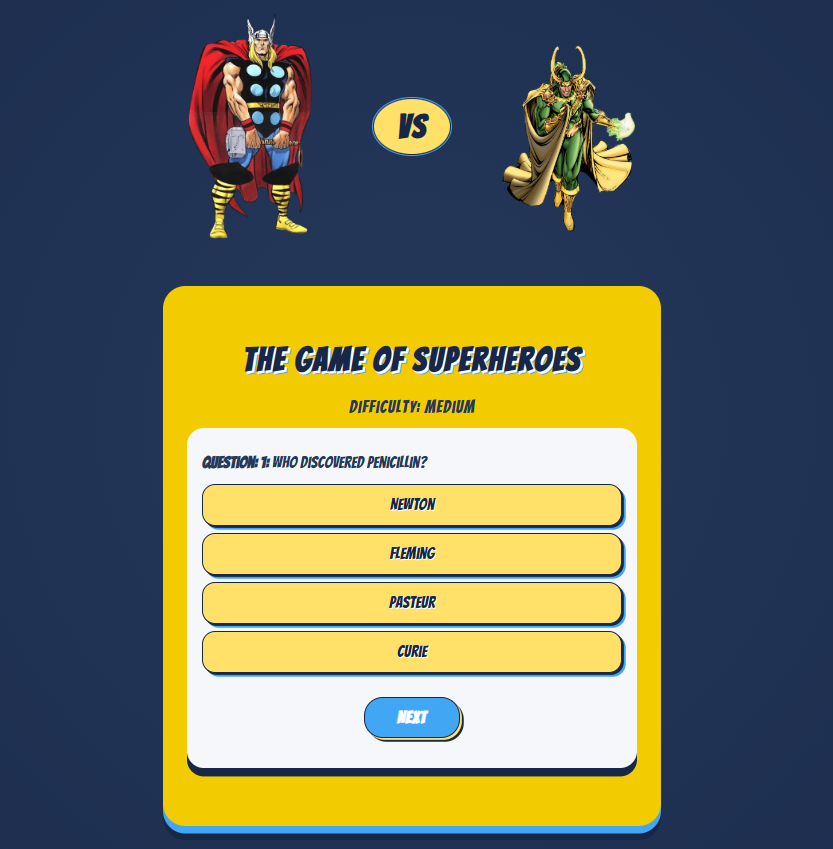 VS
THE GAME OF SUPERHEROES
DIFFICULTY: MEDIUM
QUESTION: 1: WHO DISCOVERED PENICILLIN?
NEWTON
FLEMING
PASTEUR
CURIE
NEXT